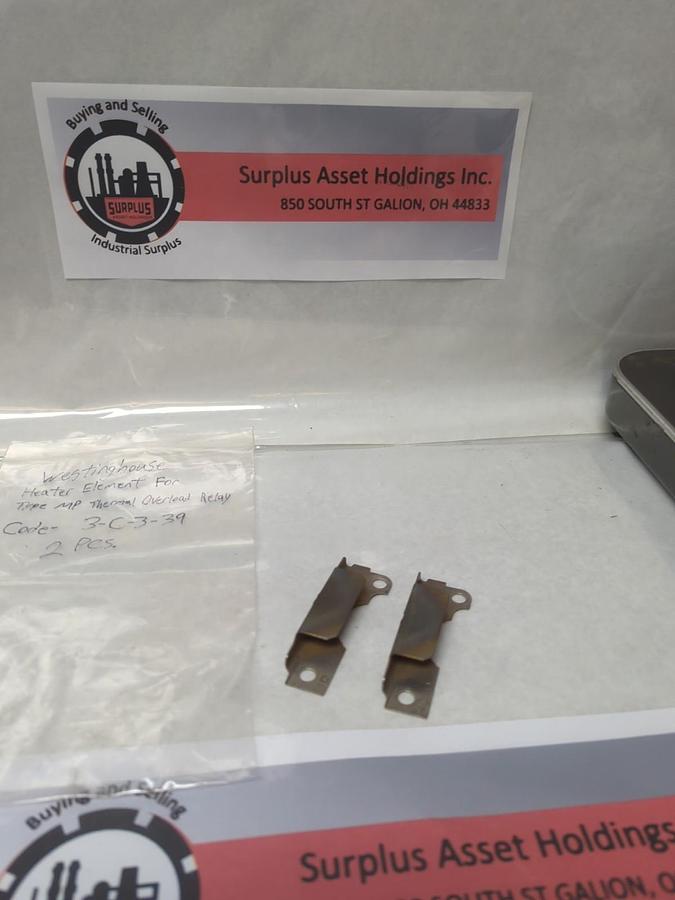 Buying and Selling
SURPLUS
ASSET HOLDINGS
Industrial Surplus
Surplus Asset Holdings Inc.
850 SOUTH ST GALION, OH 44833
Westinghouse
Heater Element For
Type MP Thermal Overload Relay
Code- 3-C-3-39
2 Pcs.
Buying and Selling
Surplus Asset Holdings
SOUTH ST GALION, O